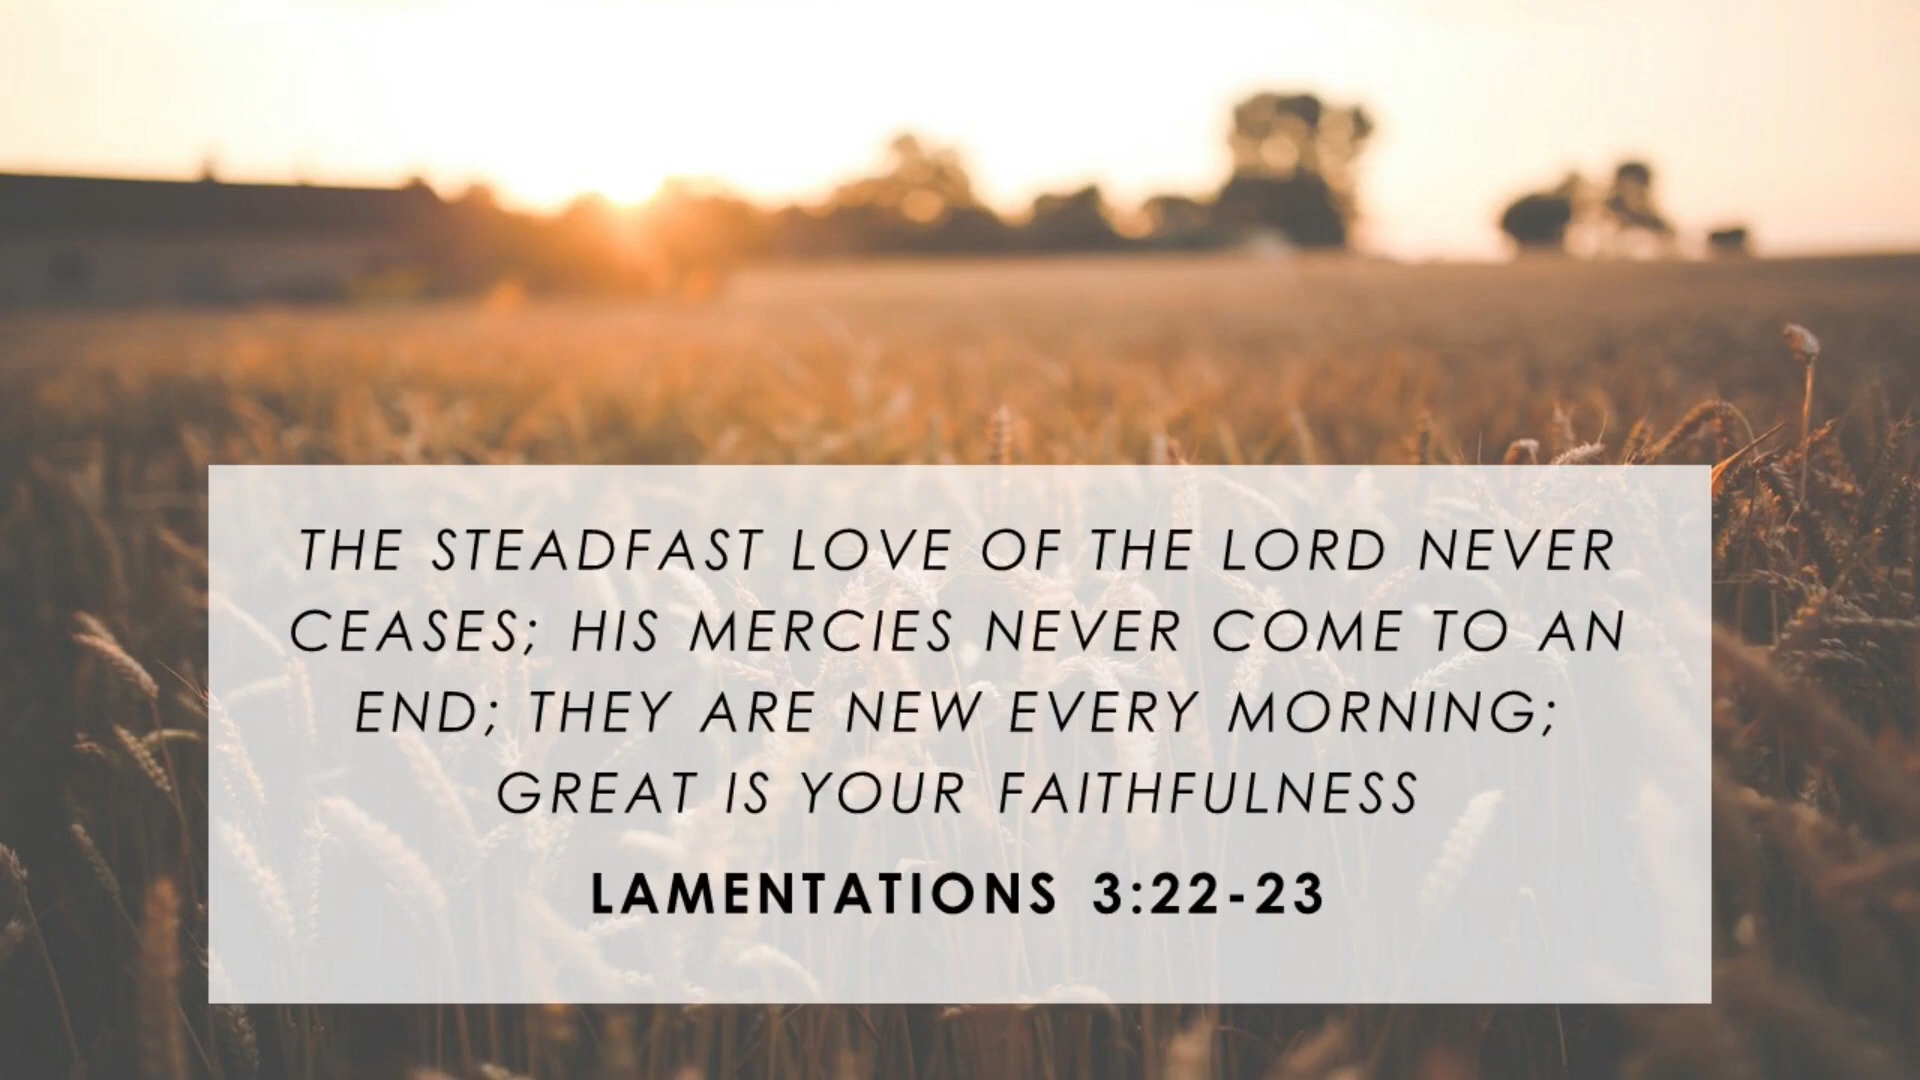 THE STEADFAST LOVE OF THE LORD NEVER
CEASES; HIS MERCIES NEVER COME TO AN
END; THEY ARE NEW EVERY MORNING;
GREAT IS YOUR FAITHFULNESS
LAMENTATIONS 3:22-23